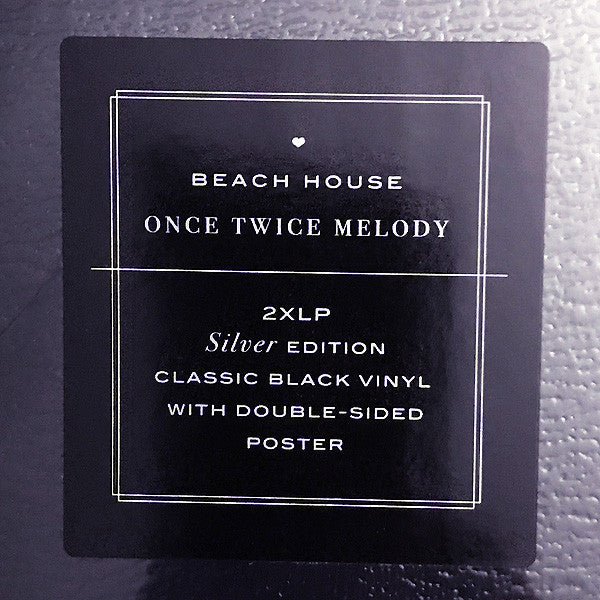 BEACH HOUSE
ONCE TWICE MELODY
2XLP
Silver EDITION
CLASSIC BLACK VINYL
WITH DOUBLE-SIDED
POSTER